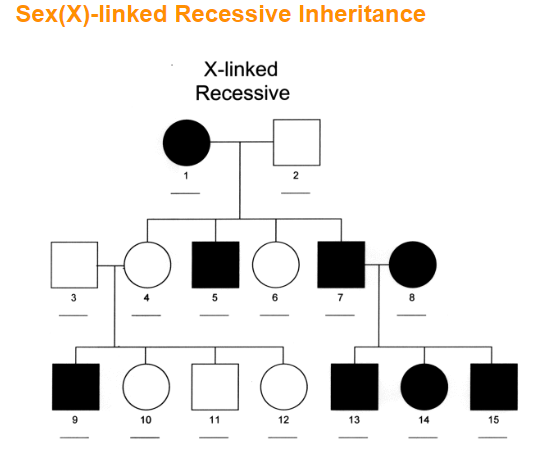 Sex(X)-linked Recessive Inheritance
X-linked
Recessive
1 2
3 4 5 6 7 8
9 10 11 12 13 14 15